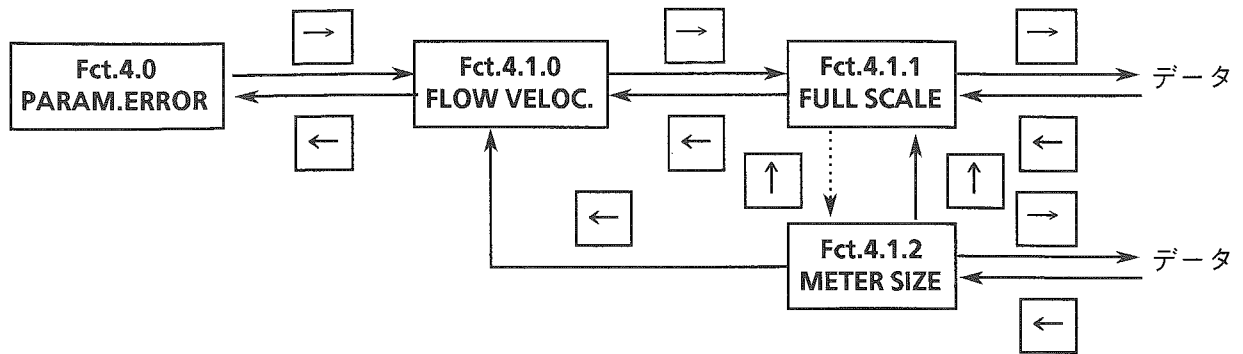 →
→
→
Fct.4.0
PARAM.ERROR
Fct.4.1.0
FLOW VELOC.
Fct.4.1.1
FULL SCALE
データ
←
←
←
↑
↑
←
→
Fct.4.1.2
METER SIZE
データ
←